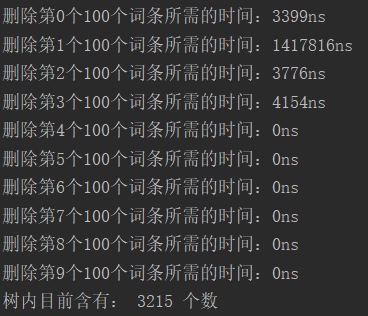 删除第0个100个词条所需的时间：3399ns
删除第1个100个词条所需的时间：1417816ns
删除第2个100个词条所需的时间：3776ns
删除第3个100个词条所需的时间：4154ns
删除第4个100个词条所需的时间：0ns
删除第5个100个词条所需的时间：0ns
删除第6个100个词条所需的时间：0ns
删除第7个100个词条所需的时间：0ns
删除第8个100个词条所需的时间：0ns
删除第9个100个词条所需的时间：0ns
树内目前含有： 3215 个数